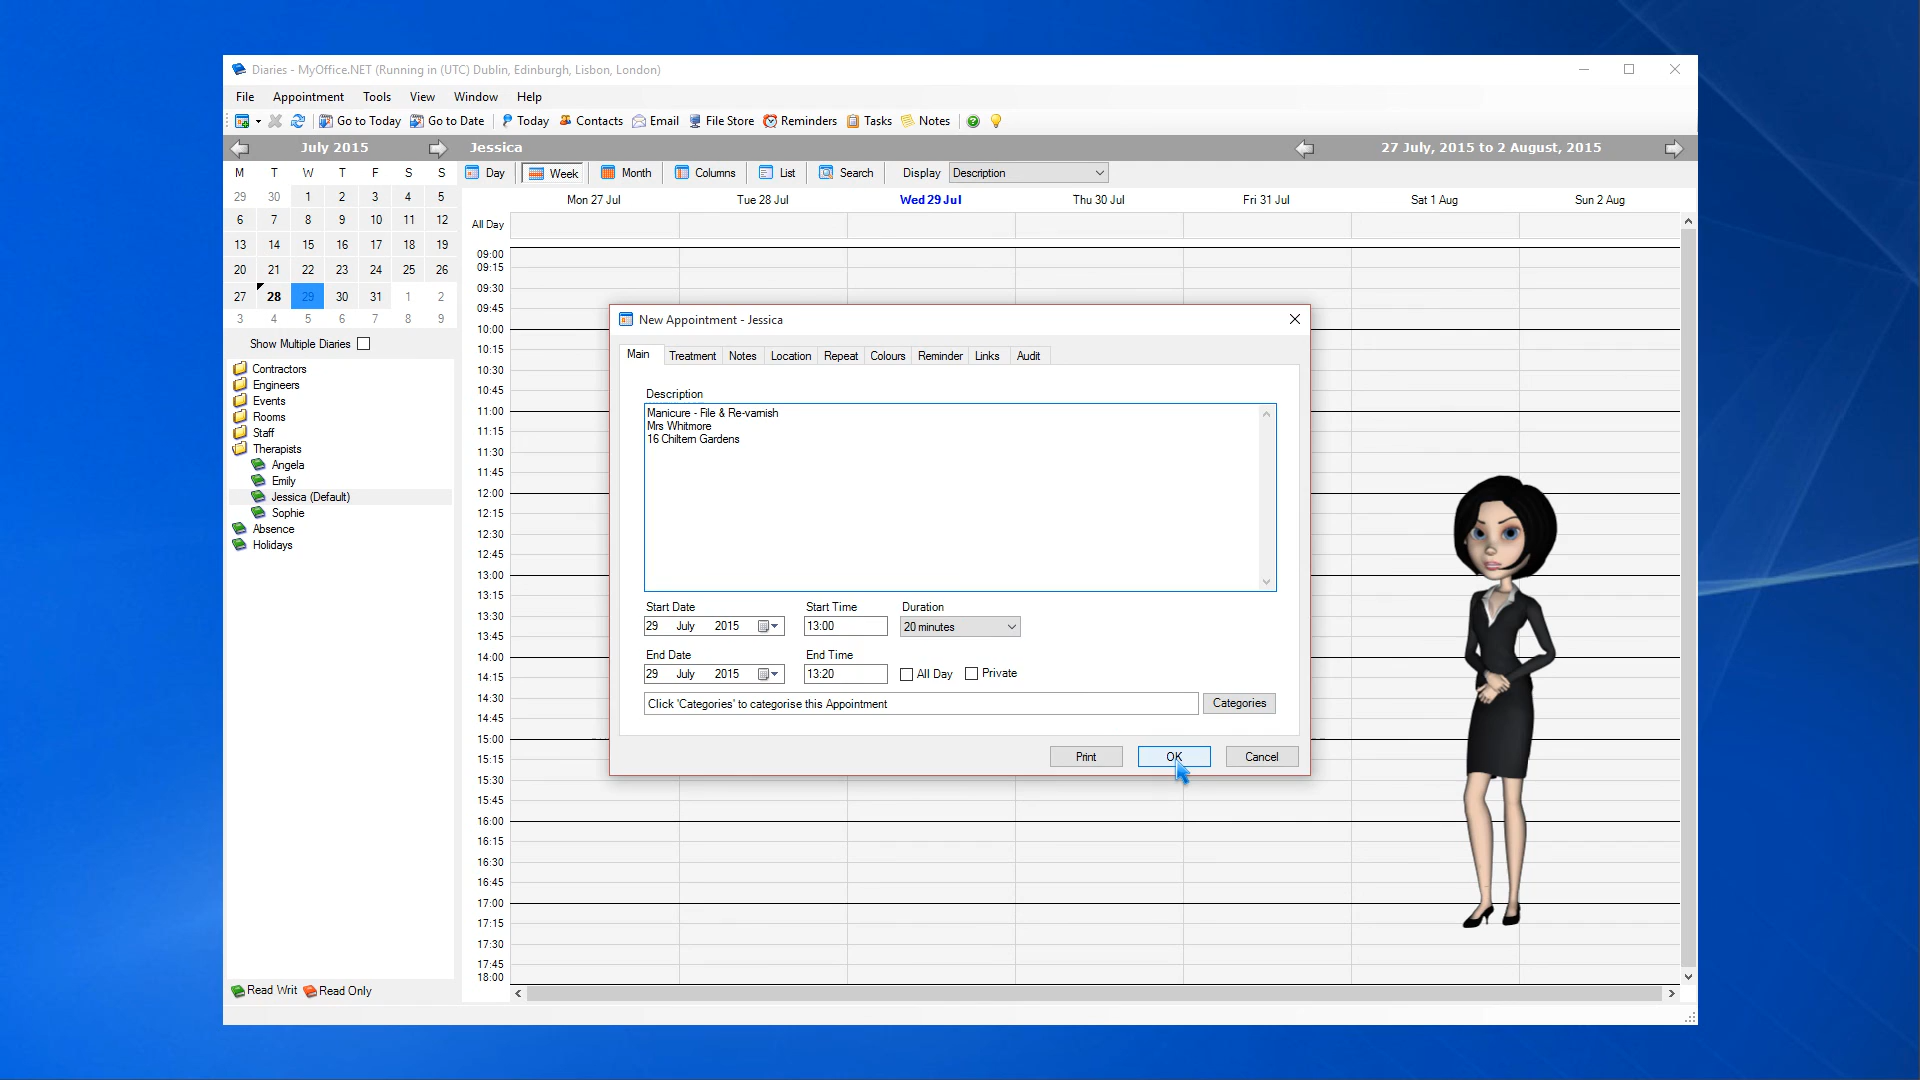 Diaries - MyOffice.NET (Running in (UTC) Dublin, Edinburgh, Lisbon, London)
File Appointment Tools View Window Help
Go to Today Go to Date Today Contacts Email File Store Reminders Tasks Notes
July 2015
M T W T F S S
29 30 1 2 3 4 5
6 7 8 9 10 11 12
13 14 15 16 17 18 19
20 21 22 23 24 25 26
27 28 29 30 31 1 2
3 4 5 6 7 8 9
Show Multiple Diaries
Contractors
Engineers
Events
Rooms
Staff
Therapists
Angela
Emily
Jessica (Default)
Sophie
Absence
Holidays
Read Writ Read Only
Jessica 27 July, 2015 to 2 August, 2015
Day Week Month Columns List Search Display Description
Mon 27 Jul Tue 28 Jul Wed 29 Jul Thu 30 Jul Fri 31 Jul Sat 1 Aug Sun 2 Aug
All Day
09:00
09:15
09:30
09:45
10:00
10:15
10:30
10:45
11:00
11:15
11:30
11:45
12:00
12:15
12:30
12:45
13:00
13:15
13:30
13:45
14:00
14:15
14:30
14:45
15:00
15:15
15:30
15:45
16:00
16:15
16:30
16:45
17:00
17:15
17:30
17:45
18:00
New Appointment - Jessica
Main Treatment Notes Location Repeat Colours Reminder Links Audit
Description
Manicure - File & Re-varnish
Mrs Whitmore
16 Chiltern Gardens
Start Date Start Time Duration
29 July 2015 13:00 20 minutes
End Date End Time
29 July 2015 13:20 All Day Private
Click 'Categories' to categorise this Appointment Categories
Print OK Cancel